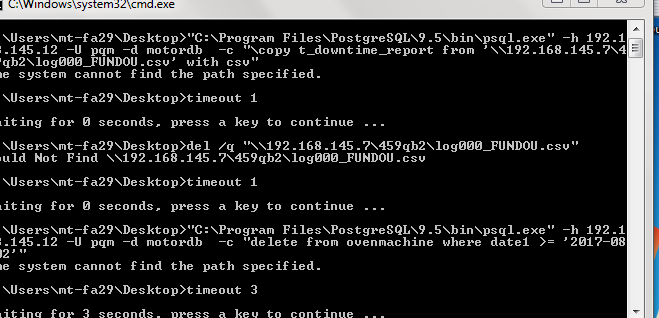 C:\Windows\system32\cmd.exe
\Users\mt-fa29\Desktop>"C:\Program Files\PostgreSQL\9.5\bin\psql.exe" -h 192.1
8.145.12 -U pqm -d motordb  -c "\copy t_downtime_report from '\\192.168.145.7\4
9qb2\log000_FUNDOU.csv' with csv"
he system cannot find the path specified.
\Users\mt-fa29\Desktop>timeout 1
aiting for 0 seconds, press a key to continue ...
\Users\mt-fa29\Desktop>del /q "\\192.168.145.7\459qb2\log000_FUNDOU.csv"
ould Not Find \\192.168.145.7\459qb2\log000_FUNDOU.csv
\Users\mt-fa29\Desktop>timeout 1
aiting for 0 seconds, press a key to continue ...
\Users\mt-fa29\Desktop>"C:\Program Files\PostgreSQL\9.5\bin\psql.exe" -h 192.1
8.145.12 -U pqm -d motordb  -c "delete from ovenmachine where date1 >= '2017-08
02'"
he system cannot find the path specified.
\Users\mt-fa29\Desktop>timeout 3
aiting for 3 seconds, press a key to continue ...